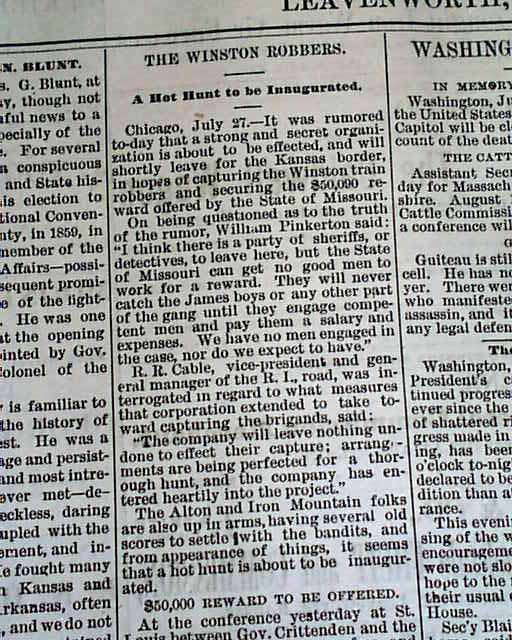 LEAVENWORTH,
N. BLUNT.
s. G. Blunt, at
y, though not
ful news to a
pecially of the
e. For several
a conspicuous
and State his-
is election to
tional Conven-
nty, in 1859, in
member of the
Affairs—possi-
sequent promi-
e of the light-
. He was one
at the opening
inted by Gov.
Colonel of the
r is familiar to
the history of
est. He was a
age and persist-
and most intre-
ever met—de-
eckless, daring
upled with the
ement, and in-
He fought many
n Kansas and
rkansas, often
, and we do not
THE WINSTON ROBBERS.
A Hot Hunt to be Inaugurated.
Chicago, July 27.—It was rumored
to-day that a strong and secret organi-
zation is about to be effected, and will
shortly leave for the Kansas border,
in hopes of capturing the Winston train
robbers and securing the $50,000 re-
ward offered by the State of Missouri.
On being questioned as to the truth
of the rumor, William Pinkerton said:
"I think there is a party of sheriffs, or
detectives, to leave here, but the State
of Missouri can get no good men to
work for a reward. They will never
catch the James boys or any other part
of the gang until they engage compe-
tent men and pay them a salary and
expenses. We have no men engaged in
the case, nor do we expect to have."
R. R. Cable, vice-president and gen-
eral manager of the R. I., road, was in-
terrogated in regard to what measures
that corporation extended to take to-
ward capturing the brigands, said:
"The company will leave nothing un-
done to effect their capture; arrang-
ments are being perfected for a thor-
ough hunt, and the company has en-
tered heartily into the project."
The Alton and Iron Mountain folks
are also up in arms, having several old
scores to settle with the bandits, and
from appearance of things, it seems
that a hot hunt is about to be inaugur-
ated.
$50,000 REWARD TO BE OFFERED.
At the conference yesterday at St.
Louis between Gov. Crittenden and the
WASHING
IN MEMORY
Washington, Ju
the United States
Capitol will be cl
count of the deat
THE CATT
Assistant Secr
day for Massach
shire. August
Cattle Commissi
a conference wil
G
Guiteau is still
cell. He has no
yer. There wer
who manifeste
assassin, and it
any legal defen
The
Washington,
President's c
tinued progres
ever since the
of shattered ri
gress made in
ing, has been
o'clock to-nig
declared to be
dition than at
rance.
This evenin
sing of the w
encouragemen
were not slo
hope to the
their usual
House.
Sec'y Blai